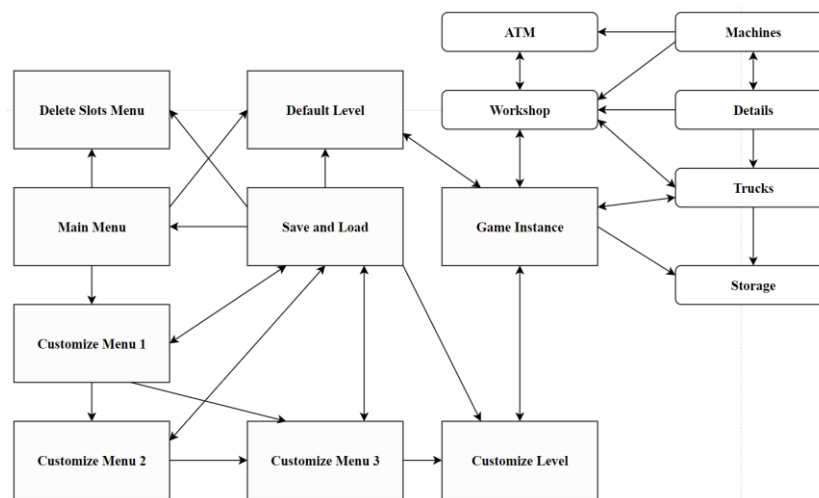 ATM
Machines
Delete Slots Menu
Default Level
Workshop
Details
Main Menu
Save and Load
Game Instance
Trucks
Storage
Customize Menu 1
Customize Menu 2
Customize Menu 3
Customize Level